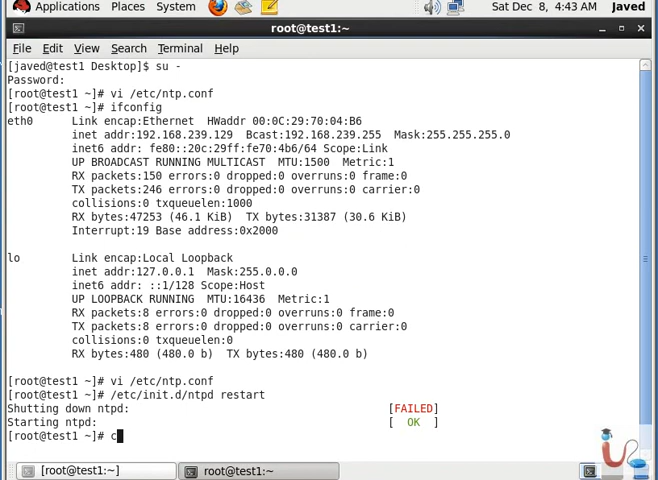 Applications Places System Sat Dec 8, 4:43 AM Javed
root@test1:~
File Edit View Search Terminal Help
[javed@test1 Desktop]$ su -
Password:
[root@test1 ~]# vi /etc/ntp.conf
[root@test1 ~]# ifconfig
eth0 Link encap:Ethernet HWaddr 00:0C:29:70:04:B6
inet addr:192.168.239.129 Bcast:192.168.239.255 Mask:255.255.255.0
inet6 addr: fe80::20c:29ff:fe70:4b6/64 Scope:Link
UP BROADCAST RUNNING MULTICAST MTU:1500 Metric:1
RX packets:150 errors:0 dropped:0 overruns:0 frame:0
TX packets:246 errors:0 dropped:0 overruns:0 carrier:0
collisions:0 txqueuelen:1000
RX bytes:47253 (46.1 KiB) TX bytes:31387 (30.6 KiB)
Interrupt:19 Base address:0x2000
lo Link encap:Local Loopback
inet addr:127.0.0.1 Mask:255.0.0.0
inet6 addr: ::1/128 Scope:Host
UP LOOPBACK RUNNING MTU:16436 Metric:1
RX packets:8 errors:0 dropped:0 overruns:0 frame:0
TX packets:8 errors:0 dropped:0 overruns:0 carrier:0
collisions:0 txqueuelen:0
RX bytes:480 (480.0 b) TX bytes:480 (480.0 b)
[root@test1 ~]# vi /etc/ntp.conf
[root@test1 ~]# /etc/init.d/ntpd restart
Shutting down ntpd: [FAILED]
Starting ntpd: [ OK ]
[root@test1 ~]# c
[root@test1:~] root@test1:~